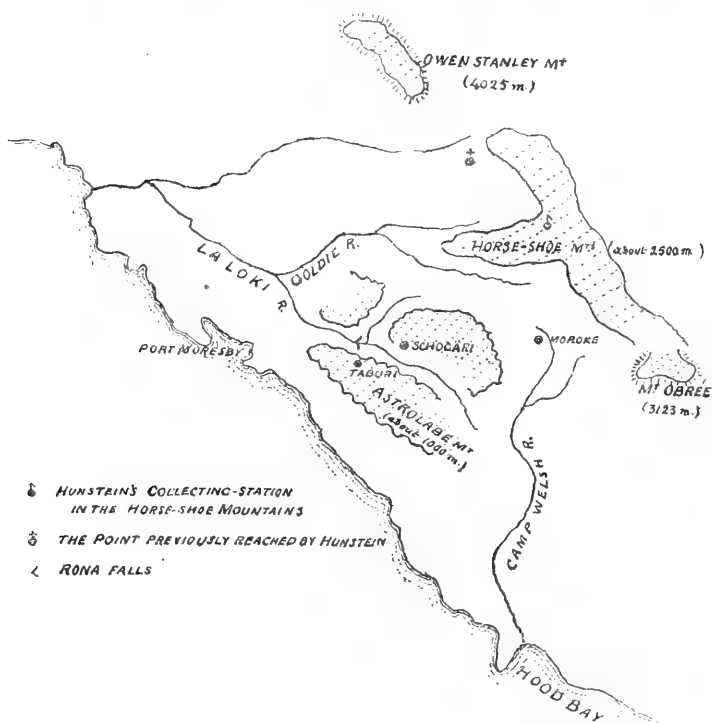 OWEN STANLEY Mt
(4025 m.)
HORSE-SHOE Mts (about 2500 m.)
LALOKI R.
GOLDIE R.
PORT MORESBY
SCHOGARI
MOROKE
TABURI
ASTROLABE Mt
(about 1000 m.)
Mt OBREE
(3123 m.)
CAMP WELSH R.
HUNSTEIN'S COLLECTING-STATION
IN THE HORSE-SHOE MOUNTAINS
THE POINT PREVIOUSLY REACHED BY HUNSTEIN
RONA FALLS
HOOD BAY